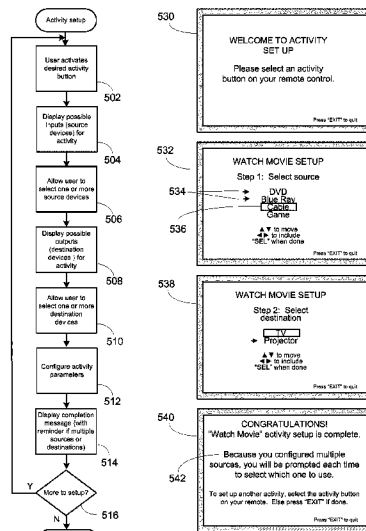 Activity setup
User activates
desired activity
button
502
Display possible
inputs (source
devices) for
activity
504
Allow user to
select one or more
source devices
506
Display possible
outputs
(destination
devices ) for
activity
508
Allow user to
select one or more
destination
devices
510
Configure activity
parameters
512
Display completion
message (with
reminder if multiple
sources or
destinations)
514
Y
More to setup?
516
N
530
WELCOME TO ACTIVITY
SET UP
Please select an activity
button on your remote control.
Press "EXIT" to quit
532
WATCH MOVIE SETUP
Step 1: Select source
534
DVD
Blue Ray
536
Cable
Game
▲▼ to move
◄► to include
"SEL" when done
Press "EXIT" to quit
538
WATCH MOVIE SETUP
Step 2: Select
destination
TV
Projector
▲▼ to move
◄► to include
"SEL" when done
Press "EXIT" to quit
540
CONGRATULATIONS!
"Watch Movie" activity setup is complete.
542
Because you configured multiple
sources, you will be prompted each time
to select which one to use.
To set up another activity, select the activity button
on your remote. Else press "EXIT" if done.
Press "EXIT" to quit